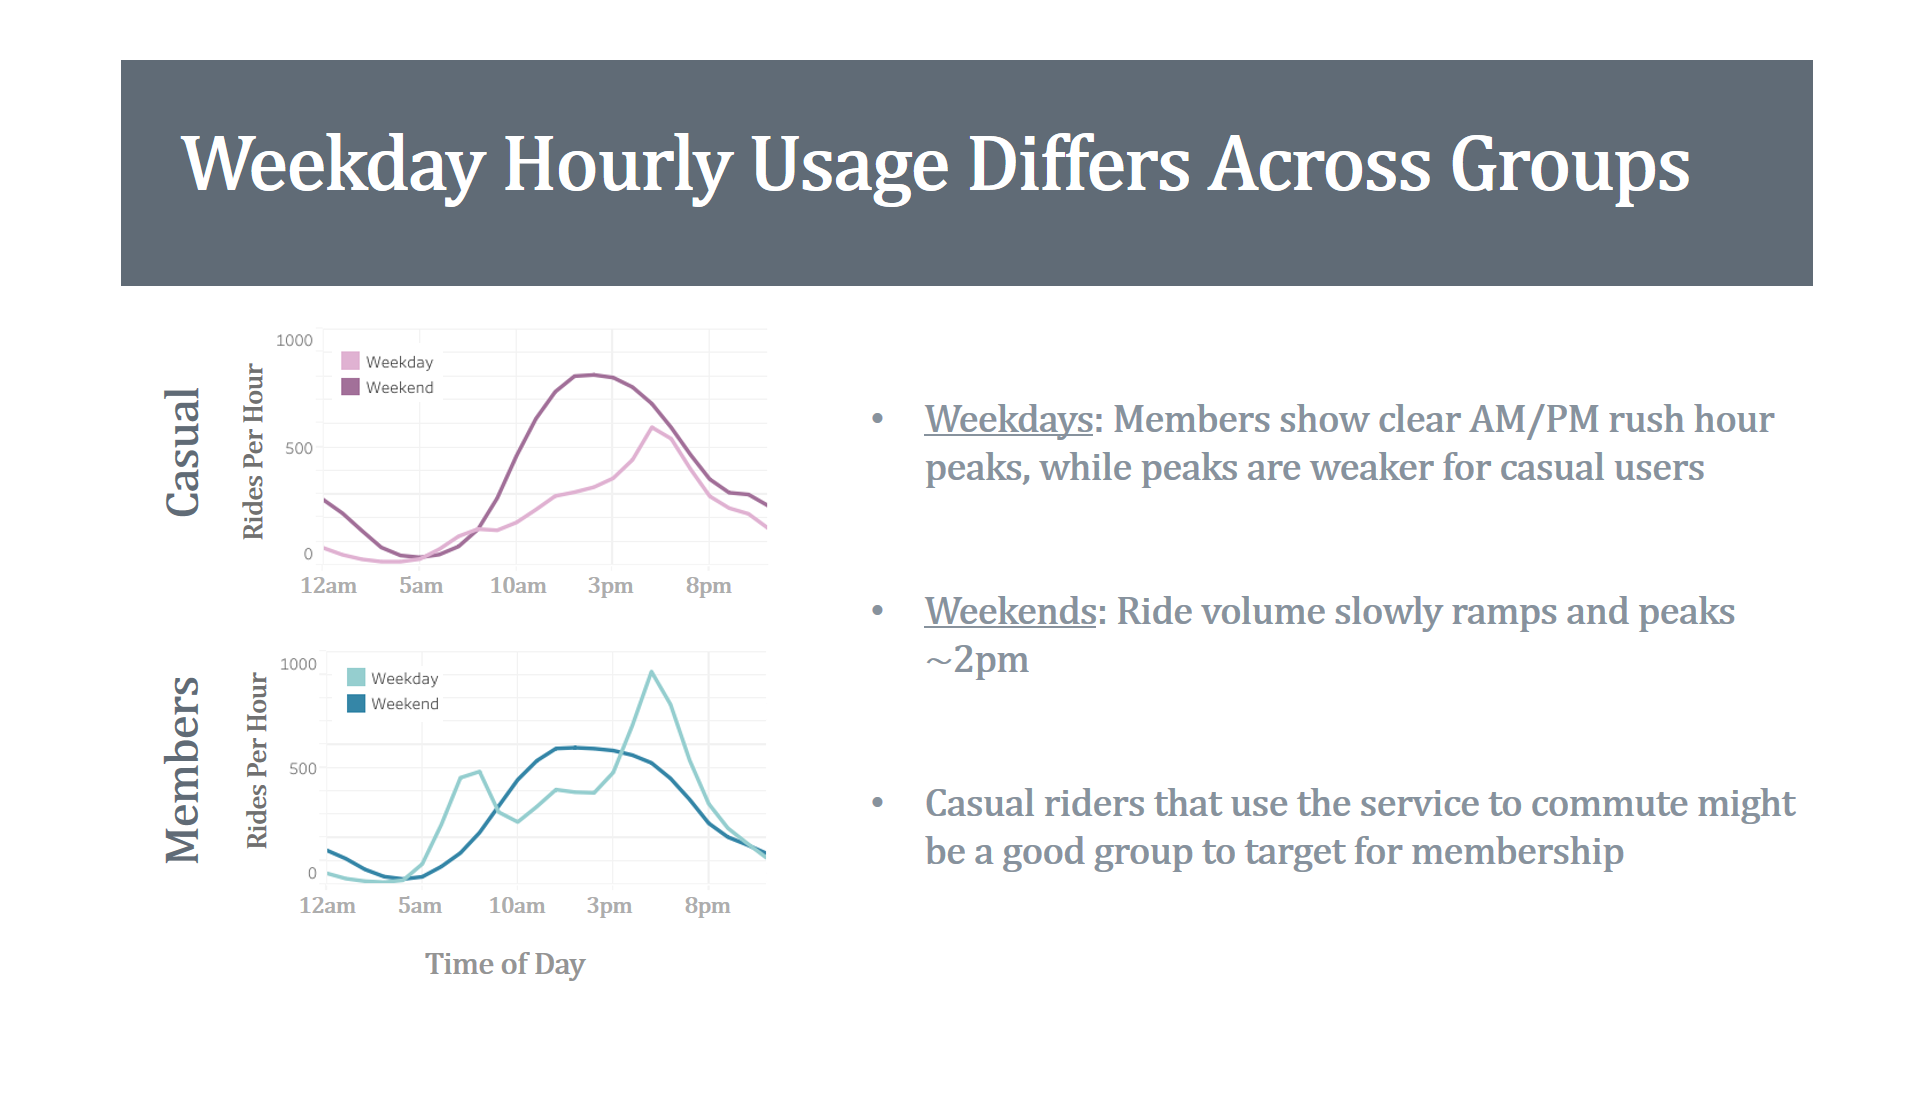 Weekday Hourly Usage Differs Across Groups
Casual
Rides Per Hour
1000
500
0
Weekday
Weekend
12am 5am 10am 3pm 8pm
Members
Rides Per Hour
1000
500
0
Weekday
Weekend
12am 5am 10am 3pm 8pm
Time of Day
• Weekdays: Members show clear AM/PM rush hour
peaks, while peaks are weaker for casual users
• Weekends: Ride volume slowly ramps and peaks
~2pm
• Casual riders that use the service to commute might
be a good group to target for membership